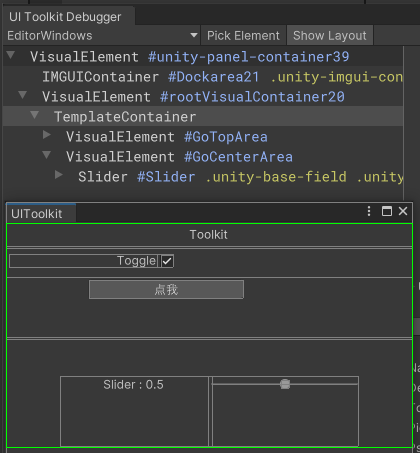 UI Toolkit Debugger
EditorWindows Pick Element Show Layout
VisualElement #unity-panel-container39
IMGUIContainer #Dockarea21 .unity-imgui-con
VisualElement #rootVisualContainer20
TemplateContainer
VisualElement #GoTopArea
VisualElement #GoCenterArea
Slider #Slider .unity-base-field .unity
UIToolkit
Toolkit
Toggle
点我
Slider : 0.5